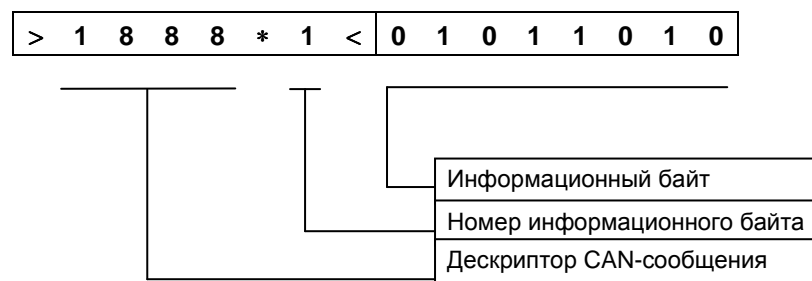 > 1 8 8 8 * 1 < 0 1 0 1 1 0 1 0
Информационный байт
Номер информационного байта
Дескриптор CAN-сообщения